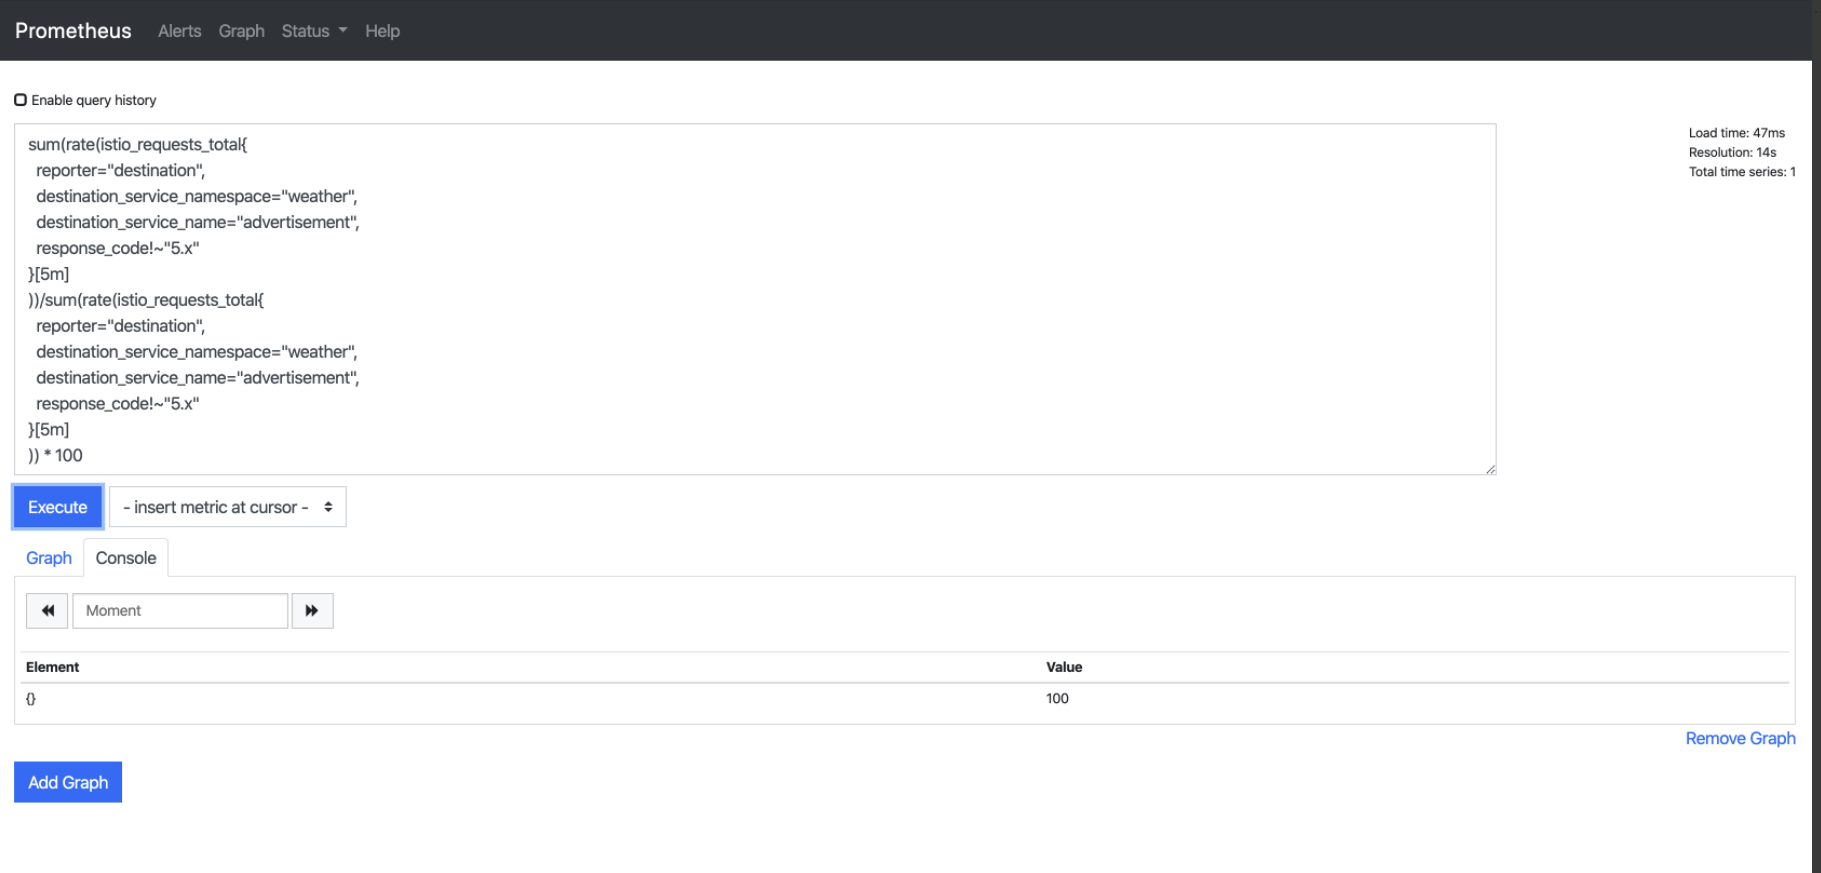 Prometheus Alerts Graph Status Help
Enable query history
sum(rate(istio_requests_total{
reporter="destination",
destination_service_namespace="weather",
destination_service_name="advertisement",
response_code!~"5.x"
}[5m]
))/sum(rate(istio_requests_total{
reporter="destination",
destination_service_namespace="weather",
destination_service_name="advertisement",
response_code!~"5.x"
}[5m]
)) * 100
Load time: 47ms
Resolution: 14s
Total time series: 1
Execute - insert metric at cursor -
Graph Console
Moment
Element Value
{} 100
Remove Graph
Add Graph